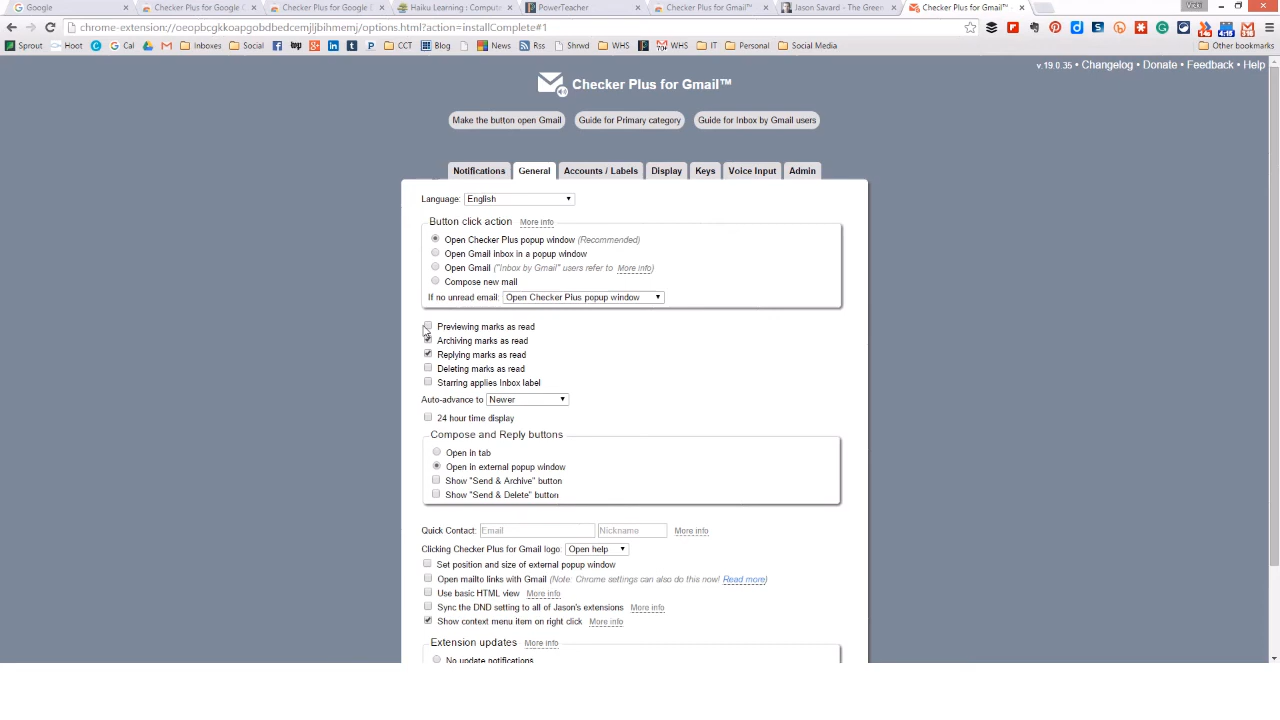 Google
Checker Plus for Google C
Checker Plus for Google C
Haiku Learning : Compute
PowerTeacher
Checker Plus for Gmail™
Jason Savard - The Green
Checker Plus for Gmail™
Vicki
chrome-extension://oeopbcgkkoapgobdbedcemjljbihmemj/options.html?action=installComplete#1
Sprout Hoot Cal Inboxes Social CCT Blog News Rss Shrwd WHS WHS IT Personal Social Media Other bookmarks
v.19.0.35 • Changelog • Donate • Feedback • Help
Checker Plus for Gmail™
Make the button open Gmail Guide for Primary category Guide for Inbox by Gmail users
Notifications General Accounts / Labels Display Keys Voice Input Admin
Language: English
Button click action More info
Open Checker Plus popup window (Recommended)
Open Gmail inbox in a popup window
Open Gmail ("Inbox by Gmail" users refer to More info)
Compose new mail
If no unread email: Open Checker Plus popup window
Previewing marks as read
Archiving marks as read
Replying marks as read
Deleting marks as read
Starring applies Inbox label
Auto-advance to Newer
24 hour time display
Compose and Reply buttons
Open in tab
Open in external popup window
Show "Send & Archive" button
Show "Send & Delete" button
Quick Contact: Email Nickname More info
Clicking Checker Plus for Gmail logo: Open help
Set position and size of external popup window
Open mailto links with Gmail (Note: Chrome settings can also do this now! Read more)
Use basic HTML view More info
Sync the DND setting to all of Jason's extensions More info
Show context menu item on right click More info
Extension updates More info
No update notifications